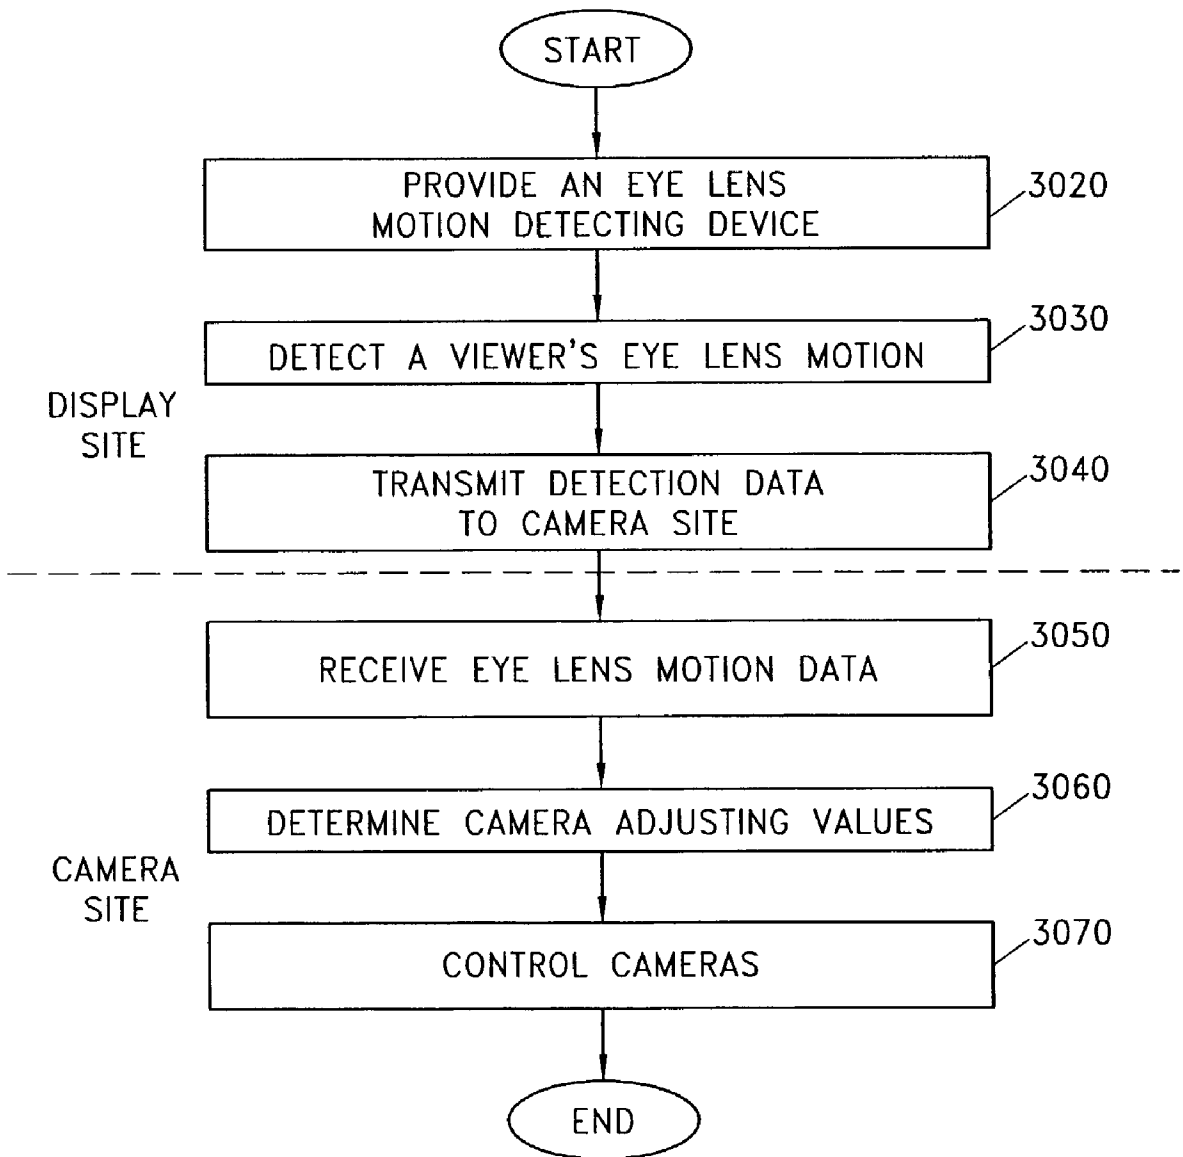 START
PROVIDE AN EYE LENS
MOTION DETECTING DEVICE
3020
3030
DETECT A VIEWER'S EYE LENS MOTION
DISPLAY
SITE
3040
TRANSMIT DETECTION DATA
TO CAMERA SITE
3050
RECEIVE EYE LENS MOTION DATA
3060
DETERMINE CAMERA ADJUSTING VALUES
CAMERA
SITE
3070
CONTROL CAMERAS
END